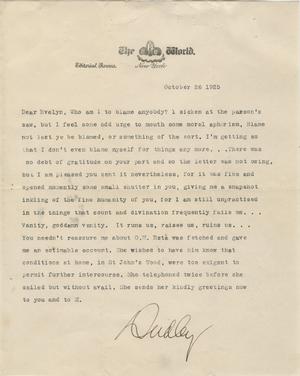 The World.
Editorial Rooms.
New York
October 26 1925
Dear Evelyn, Who am I to blame anybody? I sicken at the parson's
saw, but I feel some odd urge to mouth some moral aphorism, Blame
not lest ye be blamed, or something of the sort. I'm getting so
that I don't even blame myself for things any more...There was
no debt of gratitude on your part and so the letter was not owing,
but I am pleased you sent it nevertheless, for it was fine and
opened momently some small shutter in you, giving me a snapshot
inkling of the fine humanity of you, for I am still unpractised
in the things that count and divination frequently fails me...
Vanity, goddamn vanity. It runs us, raises us, ruins us...
You needn't reassure me about O.M. Ruth was fetched and gave
me an estimable account. She wished to have him know that
conditions at home, in St John's Wood, were too exigent to
permit further intercourse. She telephoned twice before she
sailed but without avail. She sends her kindly greetings now
to you and to M.
Dudley